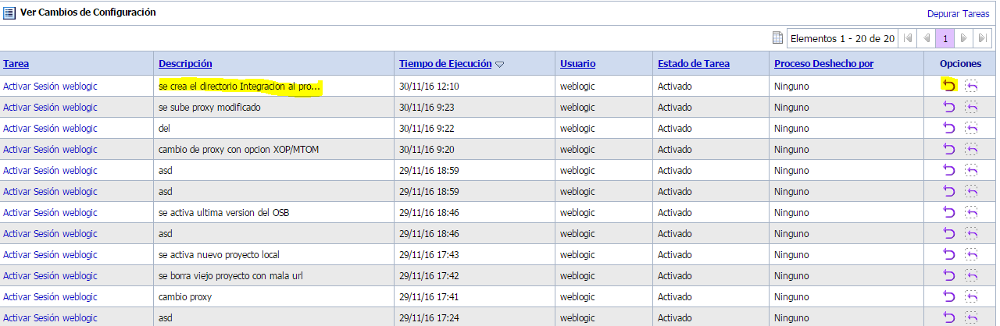 Ver Cambios de Configuración
Depurar Tareas
Elementos 1 - 20 de 20 1
Tarea Descripción Tiempo de Ejecución Usuario Estado de Tarea Proceso Deshecho por Opciones
Activar Sesión weblogic se crea el directorio Integracion al pro... 30/11/16 12:10 weblogic Activado Ninguno
Activar Sesión weblogic se sube proxy modificado 30/11/16 9:23 weblogic Activado Ninguno
Activar Sesión weblogic del 30/11/16 9:22 weblogic Activado Ninguno
Activar Sesión weblogic cambio de proxy con opcion XOP/MTOM 30/11/16 9:20 weblogic Activado Ninguno
Activar Sesión weblogic asd 29/11/16 18:59 weblogic Activado Ninguno
Activar Sesión weblogic asd 29/11/16 18:59 weblogic Activado Ninguno
Activar Sesión weblogic se activa ultima version del OSB 29/11/16 18:46 weblogic Activado Ninguno
Activar Sesión weblogic asd 29/11/16 18:46 weblogic Activado Ninguno
Activar Sesión weblogic se activa nuevo proyecto local 29/11/16 17:43 weblogic Activado Ninguno
Activar Sesión weblogic se borra viejo proyecto con mala url 29/11/16 17:42 weblogic Activado Ninguno
Activar Sesión weblogic cambio proxy 29/11/16 17:41 weblogic Activado Ninguno
Activar Sesión weblogic asd 29/11/16 17:24 weblogic Activado Ninguno